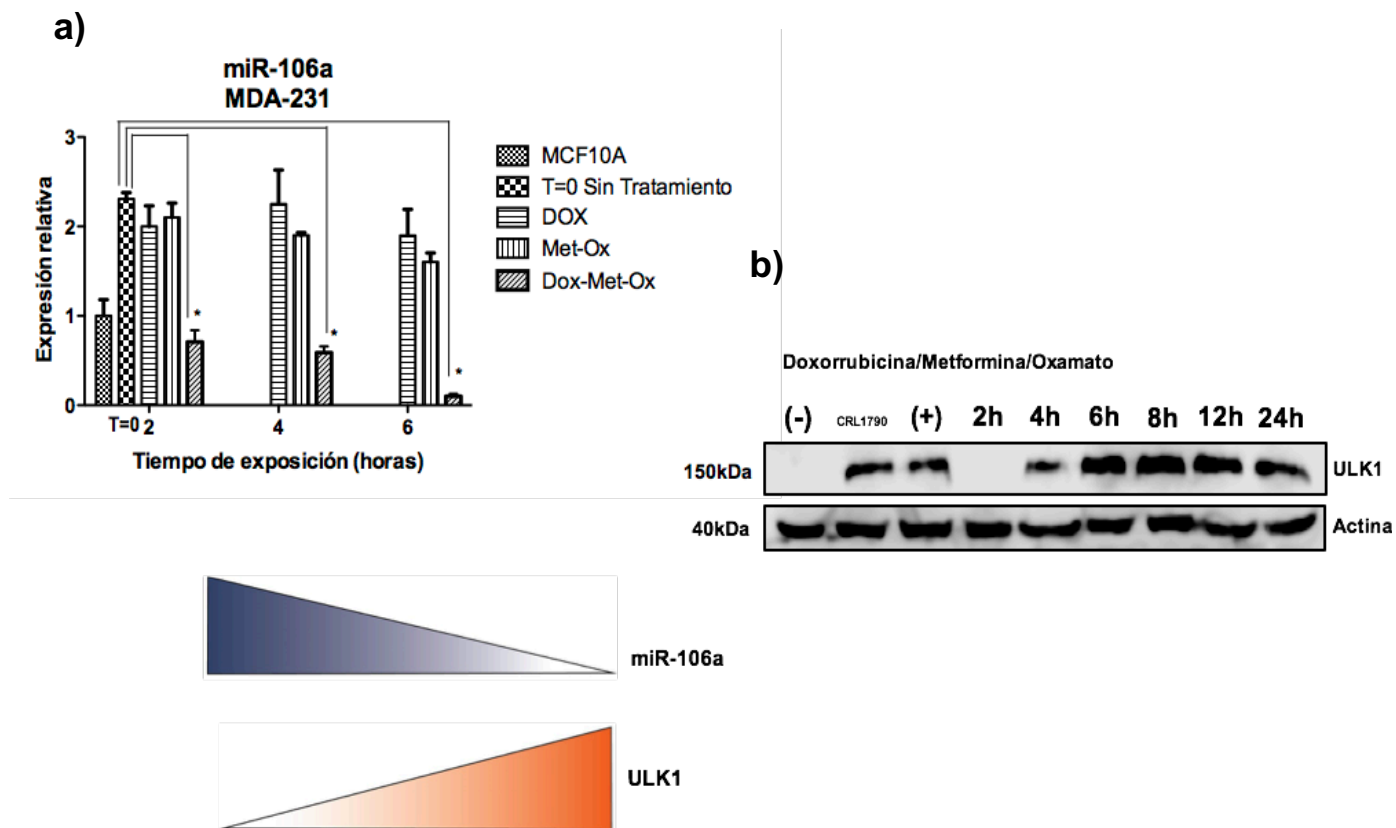 a)
miR-106a
MDA-231
3
2
1
0
Expresión relativa
T=0 2 4 6
Tiempo de exposición (horas)
MCF10A
T=0 Sin Tratamiento
DOX
Met-Ox
Dox-Met-Ox
* * *
b)
Doxorrubicina/Metformina/Oxamato
(-) CRL1790 (+) 2h 4h 6h 8h 12h 24h
150kDa ULK1
40kDa Actina
miR-106a
ULK1